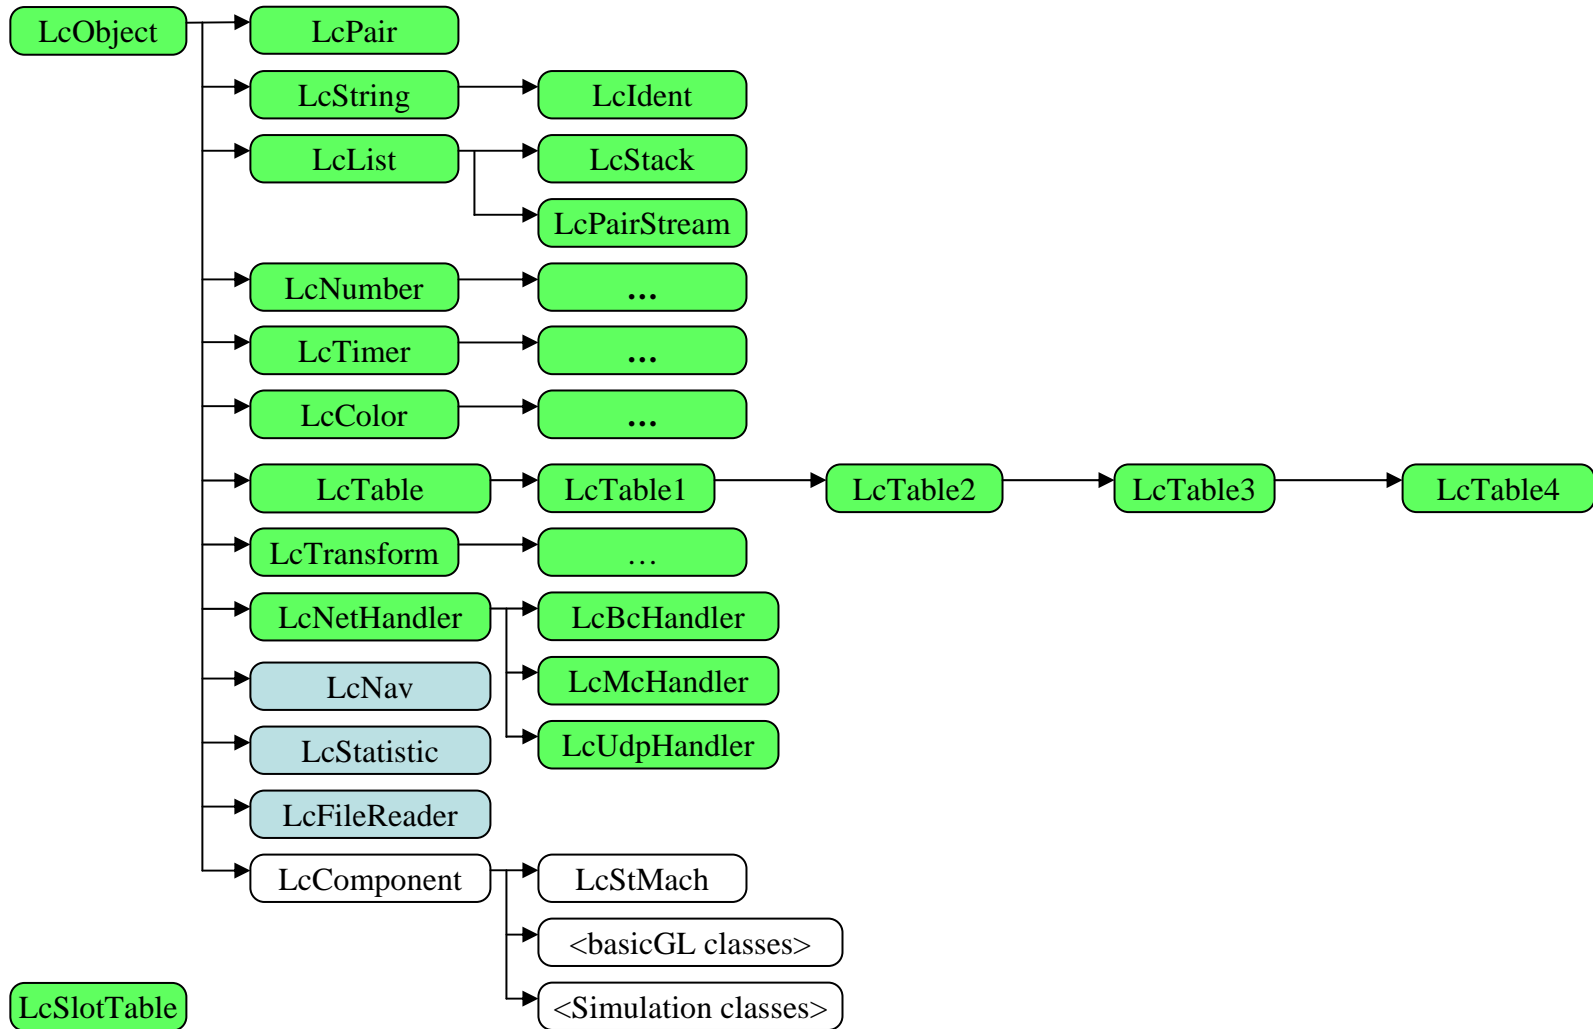 LcObject
LcPair
LcString
LcIdent
LcList
LcStack
LcPairStream
LcNumber
...
LcTimer
...
LcColor
...
LcTable
LcTable1
LcTable2
LcTable3
LcTable4
LcTransform
...
LcNetHandler
LcBcHandler
LcMcHandler
LcNav
LcUdpHandler
LcStatistic
LcFileReader
LcComponent
LcStMach
<basicGL classes>
<Simulation classes>
LcSlotTable